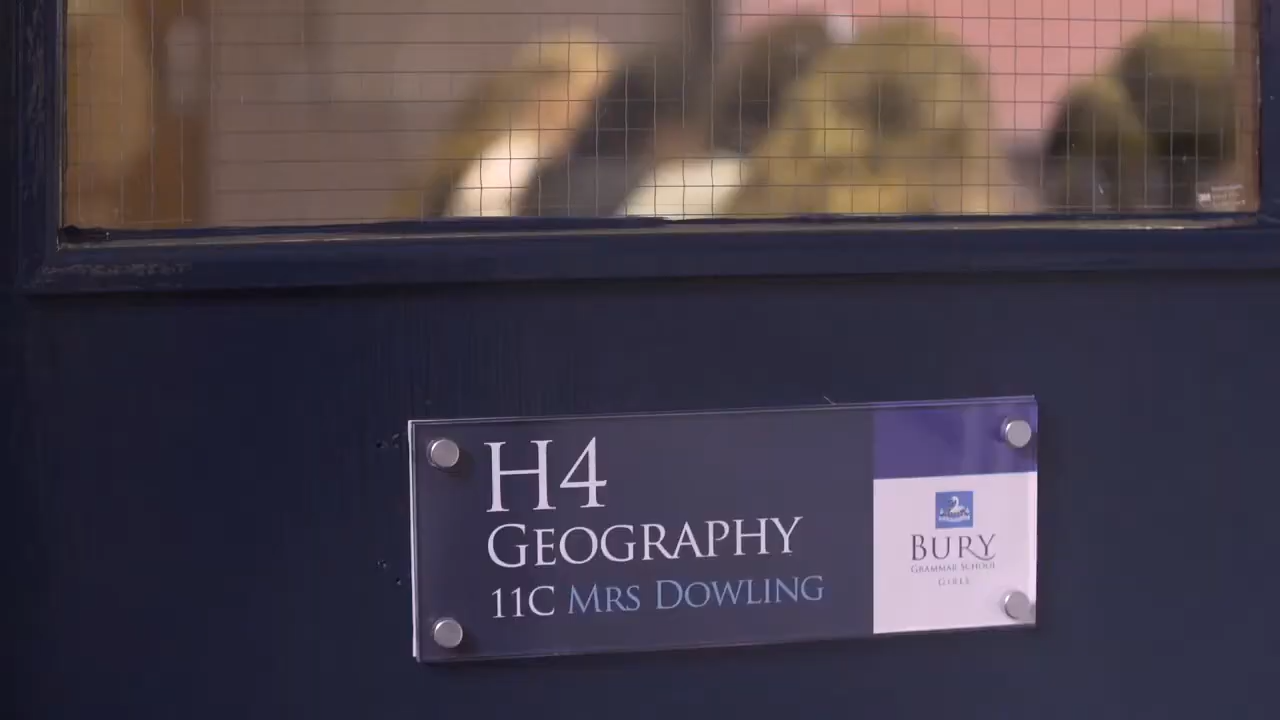 H4
GEOGRAPHY
11C MRS DOWLING
BURY
GRAMMAR SCHOOL
GIRLS